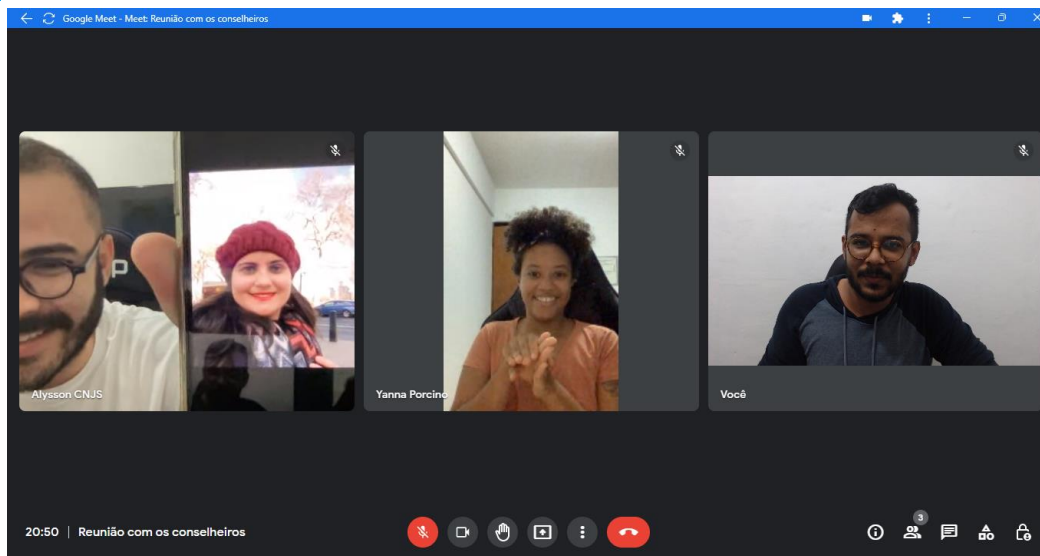 Google Meet - Meet: Reunião com os conselheiros
P
Alysson CNJS
Yanna Porcino
Você
20:50 | Reunião com os conselheiros
3